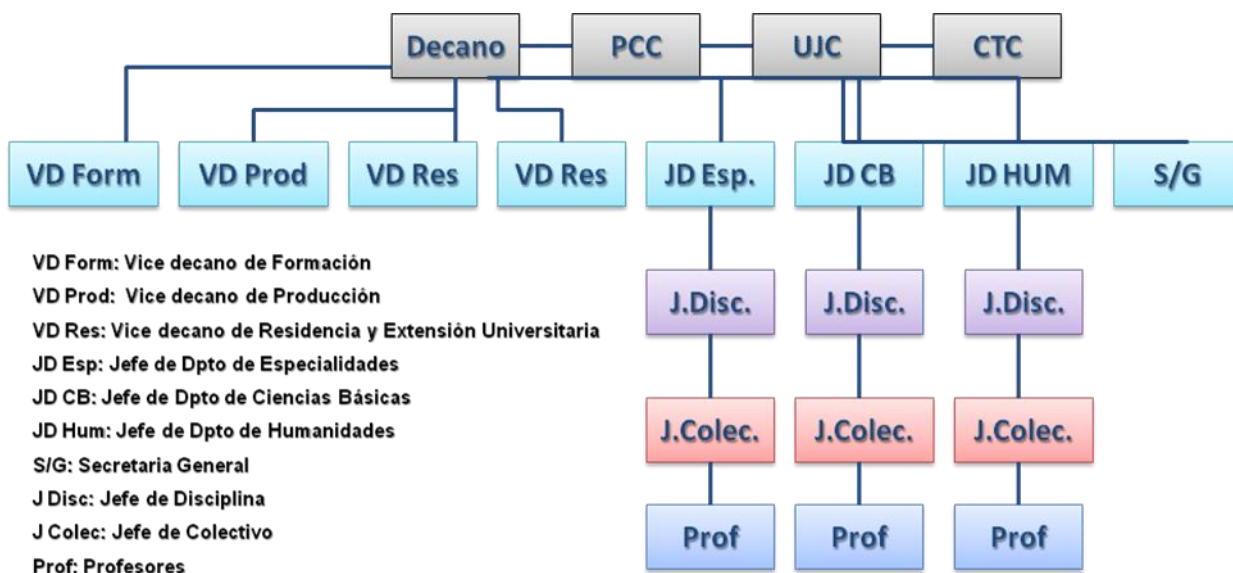 Decano PCC UJC CTC
VD Form VD Prod VD Res VD Res JD Esp. JD CB JD HUM S/G
J.Disc. J.Disc. J.Disc.
J.Colec. J.Colec. J.Colec.
Prof Prof Prof
VD Form: Vice decano de Formación
VD Prod: Vice decano de Producción
VD Res: Vice decano de Residencia y Extensión Universitaria
JD Esp: Jefe de Dpto de Especialidades
JD CB: Jefe de Dpto de Ciencias Básicas
JD Hum: Jefe de Dpto de Humanidades
S/G: Secretaria General
J Disc: Jefe de Disciplina
J Colec: Jefe de Colectivo
Prof: Profesores